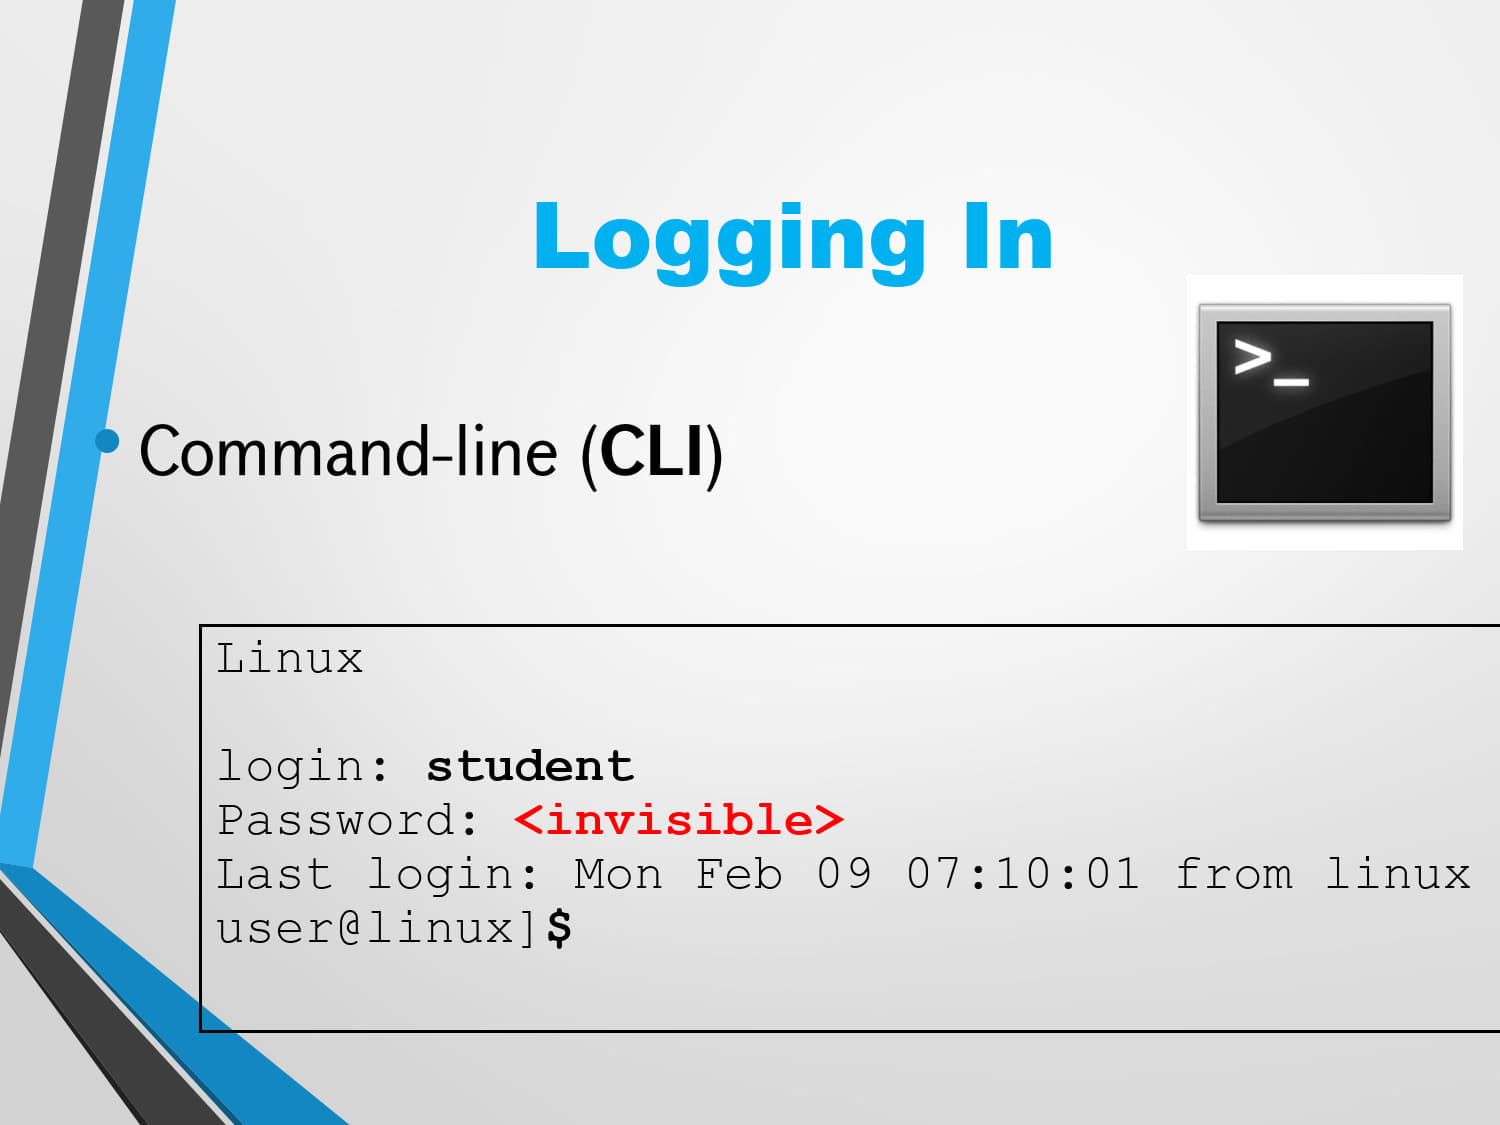 Logging In
>_
• Command-line (CLI)
Linux
login: student
Password: <invisible>
Last login: Mon Feb 09 07:10:01 from linux
user@linux]$